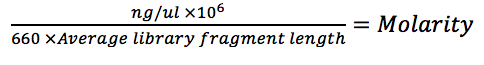 ng/ul ×10⁶
660 ×Average library fragment length = Molarity